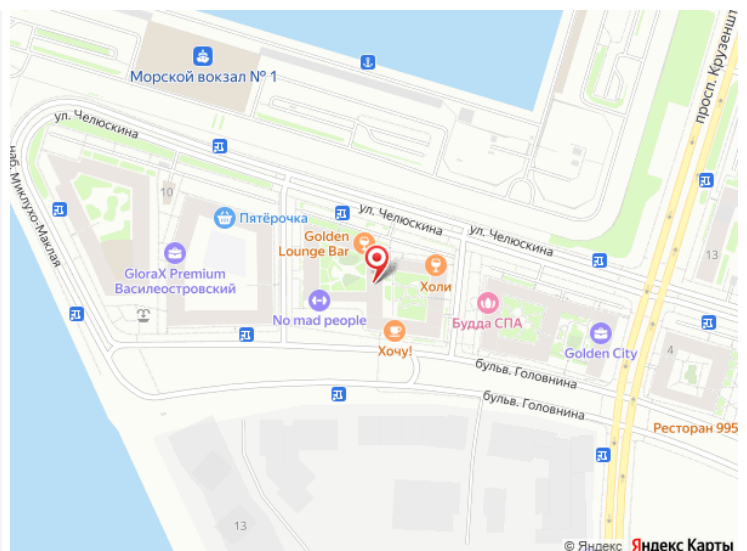 Морской вокзал № 1
просп. Крузеншт
ул. Челюскина
наб. Миклухо-Маклая
10
Пятёрочка
ул. Челюскина
ул. Челюскина
13
Golden
Lounge Bar
Холи
GloraX Premium
Василеостровский
No mad people
Будда СПА
Хочу!
Golden City
4
бульв. Головнина
бульв. Головнина
Ресторан 995
13
© Яндекс Яндекс Карты